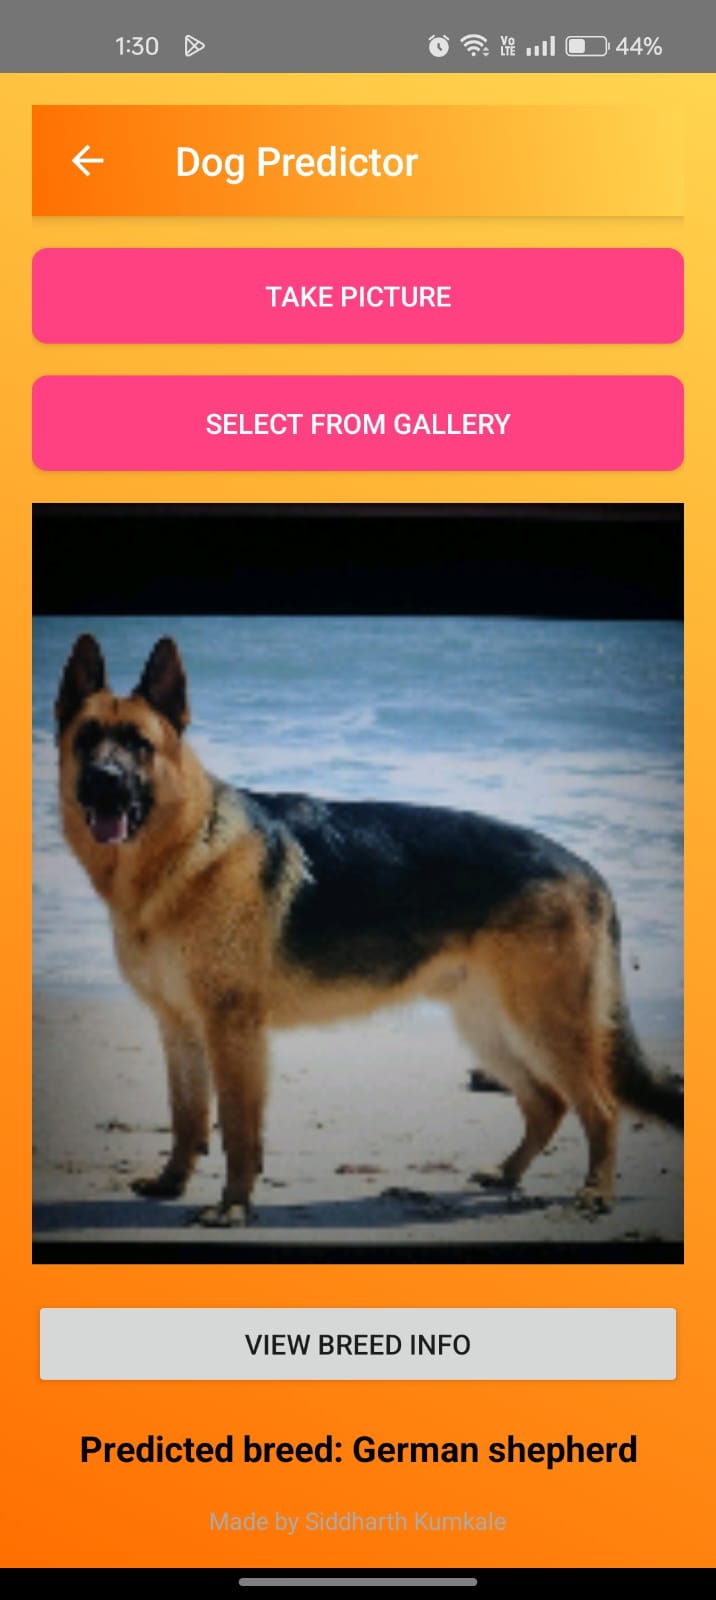 1:30 Vo LTE 44%
Dog Predictor
TAKE PICTURE
SELECT FROM GALLERY
VIEW BREED INFO
Predicted breed: German shepherd
Made by Siddharth Kumkale